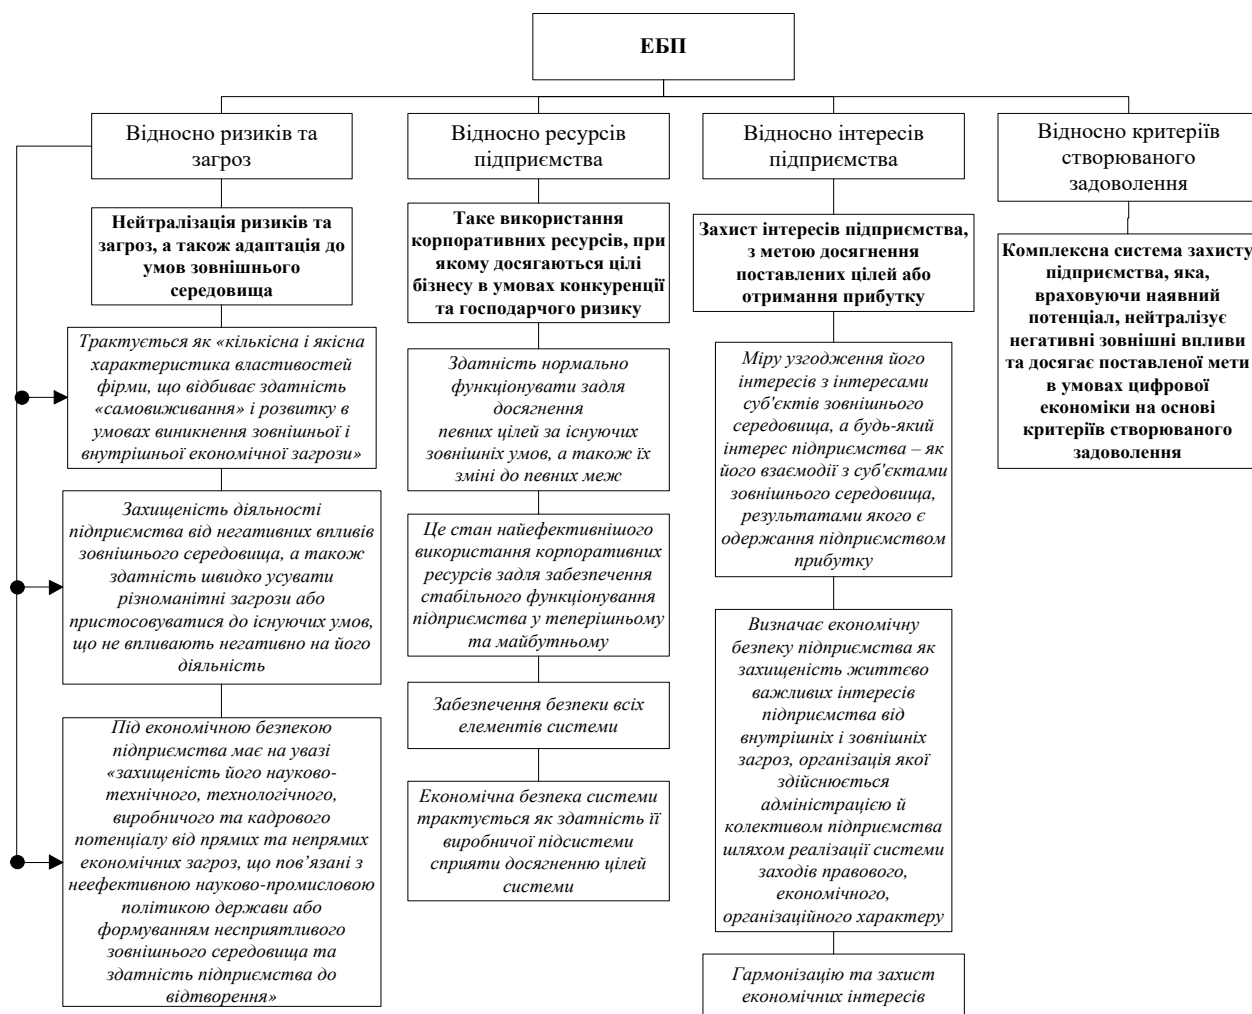 ЕБП
Відносно ризиків та
загроз
Нейтралізація ризиків та
загроз, а також адаптація до
умов зовнішнього
середовища
Трактується як «кількісна і якісна
характеристика властивостей
фірми, що відбиває здатність
«самовиживання» і розвитку в
умовах виникнення зовнішньої і
внутрішньої економічної загрози»
Захищеність діяльності
підприємства від негативних впливів
зовнішнього середовища, а також
здатність швидко усувати
різноманітні загрози або
пристосовуватися до існуючих умов,
що не впливають негативно на його
діяльність
Під економічною безпекою
підприємства має на увазі
«захищеність його науково-
технічного, технологічного,
виробничого та кадрового
потенціалу від прямих та непрямих
економічних загроз, що пов’язані з
неефективною науково-промисловою
політикою держави або
формуванням несприятливого
зовнішнього середовища та
здатність підприємства до
відтворення»
Відносно ресурсів
підприємства
Таке використання
корпоративних ресурсів, при
якому досягаються цілі
бізнесу в умовах конкуренції
та господарчого ризику
Здатність нормально
функціонувати задля
досягнення
певних цілей за існуючих
зовнішніх умов, а також їх
зміні до певних меж
Це стан найефективнішого
використання корпоративних
ресурсів задля забезпечення
стабільного функціонування
підприємства у теперішньому
та майбутньому
Забезпечення безпеки всіх
елементів системи
Економічна безпека системи
трактується як здатність її
виробничої підсистеми
сприяти досягненню цілей
системи
Відносно інтересів
підприємства
Захист інтересів підприємства,
з метою досягнення
поставлених цілей або
отримання прибутку
Міру узгодження його
інтересів з інтересами
суб'єктів зовнішнього
середовища, а будь-який
інтерес підприємства – як
його взаємодії з суб'єктами
зовнішнього середовища,
результатами якого є
одержання підприємством
прибутку
Визначає економічну
безпеку підприємства як
захищеність життєво
важливих інтересів
підприємства від
внутрішніх і зовнішніх
загроз, організація якої
здійснюється
адміністрацією й
колективом підприємства
шляхом реалізації системи
заходів правового,
економічного,
організаційного характеру
Гармонізацію та захист
економічних інтересів
Відносно критеріїв
створюваного
задоволення
Комплексна система захисту
підприємства, яка,
враховуючи наявний
потенціал, нейтралізує
негативні зовнішні впливи
та досягає поставленої мети
в умовах цифрової
економіки на основі
критеріїв створюваного
задоволення